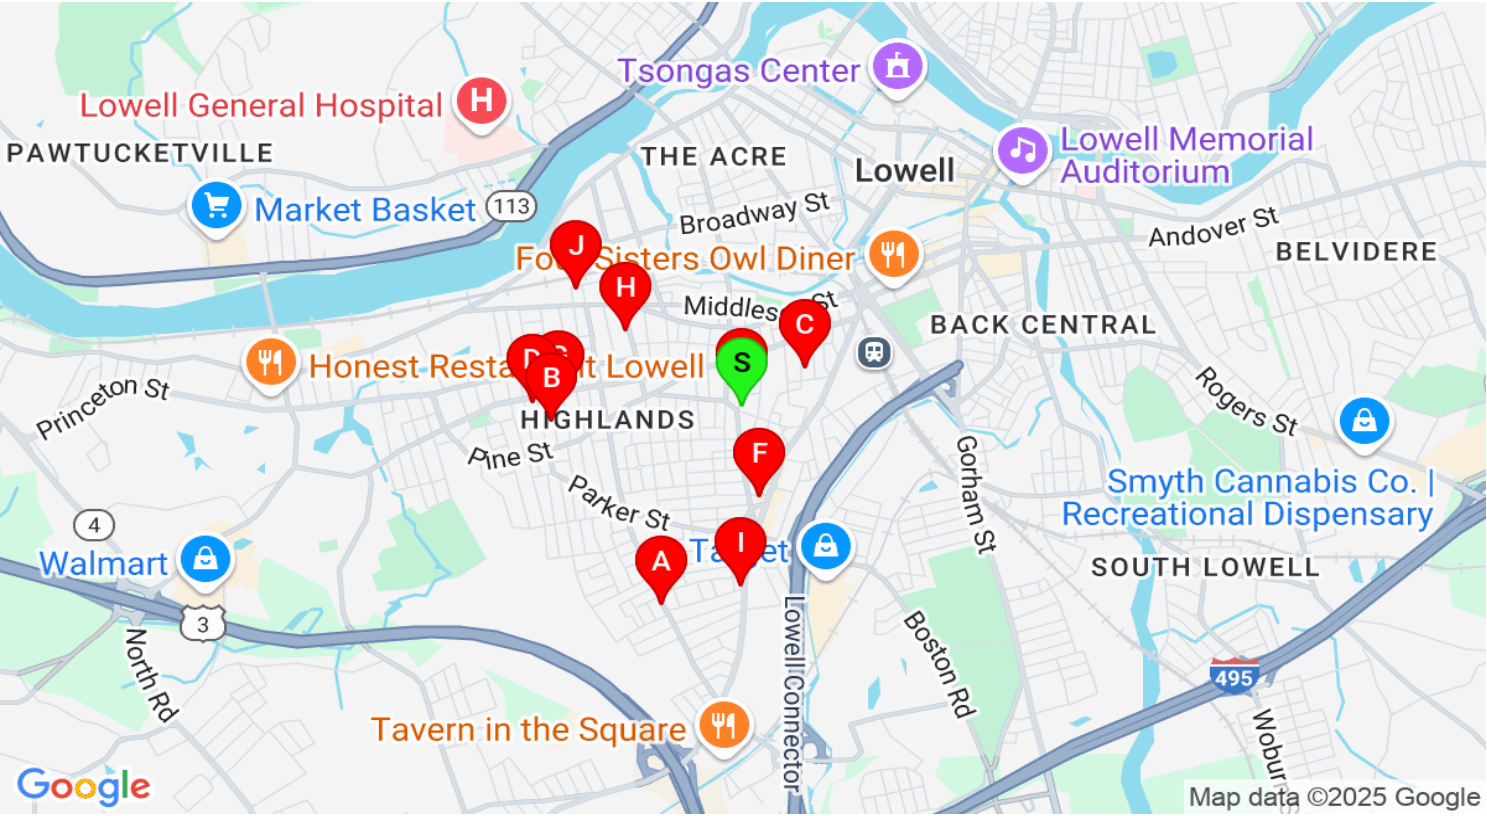 Tsongas Center
Lowell General Hospital
H
Lowell Memorial
Auditorium
PAWTUCKETVILLE
THE ACRE
Lowell
Market Basket
113
Broadway St
Andover St
BELVIDERE
J
Sisters Owl Diner
H
St
C
BACK CENTRAL
Honest
Lowell
D
B
S
Princeton St
Rogers St
HIGHLANDS
Pine St
F
Gorham St
Smyth Cannabis Co. |
Recreational Dispensary
Parker St
4
Walmart
I
A
SOUTH LOWELL
3
North Rd
Lowell Connector
Boston Rd
495
Tavern in the Square
Google
Map data ©2025 Google